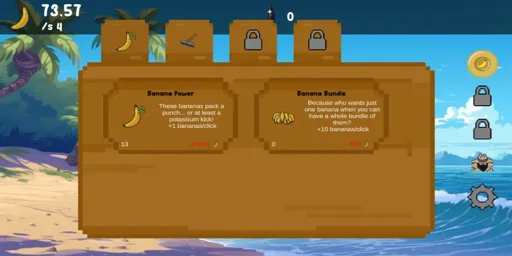 73.57
/s 4
0
Banana Power
These bananas pack a
punch... or at least a
potassium kick!
+1 bananas/click
13
Banana Bundle
Because who wants just
one banana when you can
have a whole bundle of
them?
+10 bananas/click
0